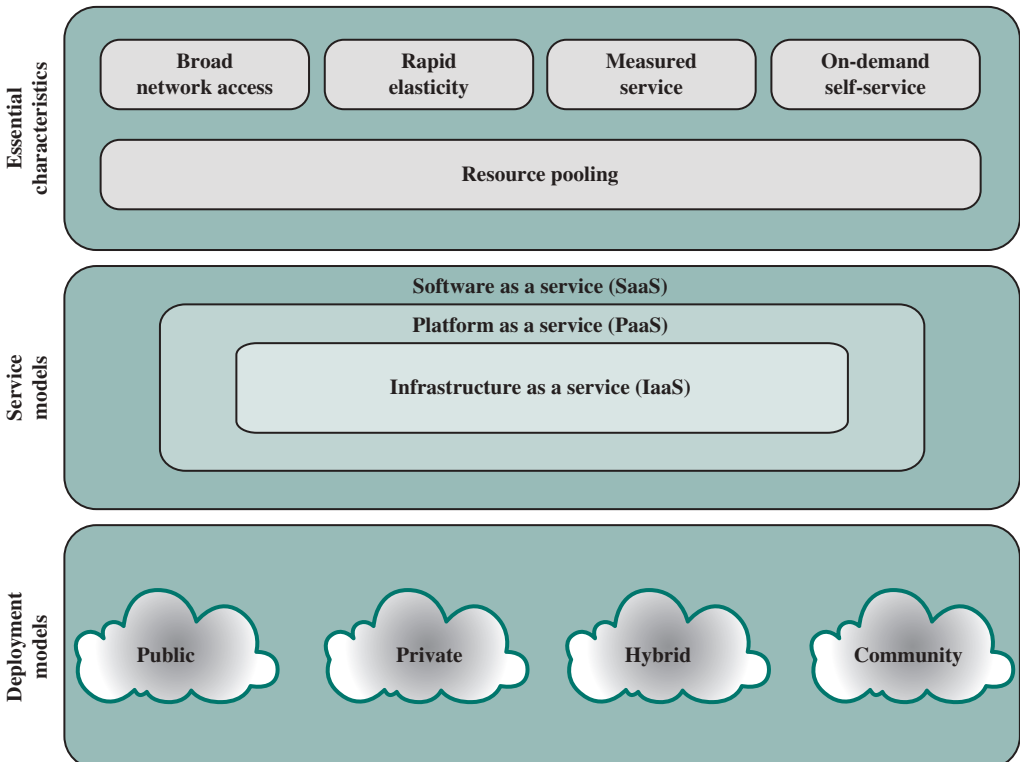 Essential
characteristics
Broad
network access
Rapid
elasticity
Measured
service
On-demand
self-service
Resource pooling
Service
models
Software as a service (SaaS)
Platform as a service (PaaS)
Infrastructure as a service (IaaS)
Deployment
models
Public
Private
Hybrid
Community